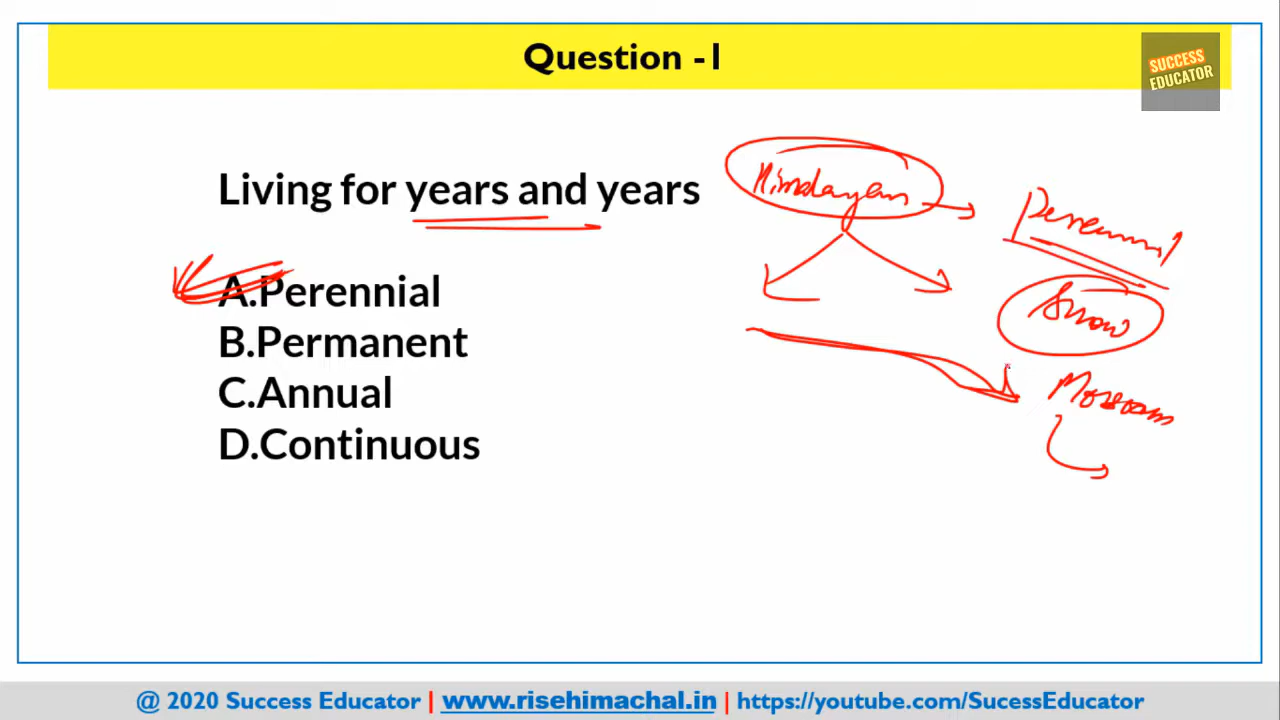 Question -1
SUCCESS
EDUCATOR
Living for years and years
Himalayan
Perennial
A.Perennial
Snow
B.Permanent
C.Annual
D.Continuous
@ 2020 Success Educator | www.risehimachal.in | https://youtube.com/SucessEducator